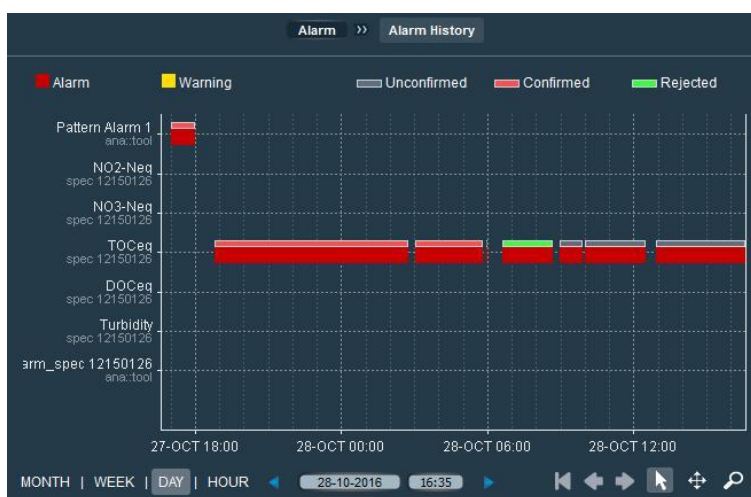 Alarm » Alarm History
Alarm Warning Unconfirmed Confirmed Rejected
Pattern Alarm 1
ana::tool
NO2-Neq
spec 12150126
NO3-Neq
spec 12150126
TOCeq
spec 12150126
DOCeq
spec 12150126
Turbidity
spec 12150126
arm_spec 12150126
ana::tool
27-OCT 18:00 28-OCT 00:00 28-OCT 06:00 28-OCT 12:00
MONTH | WEEK | DAY | HOUR 28-10-2016 16:35